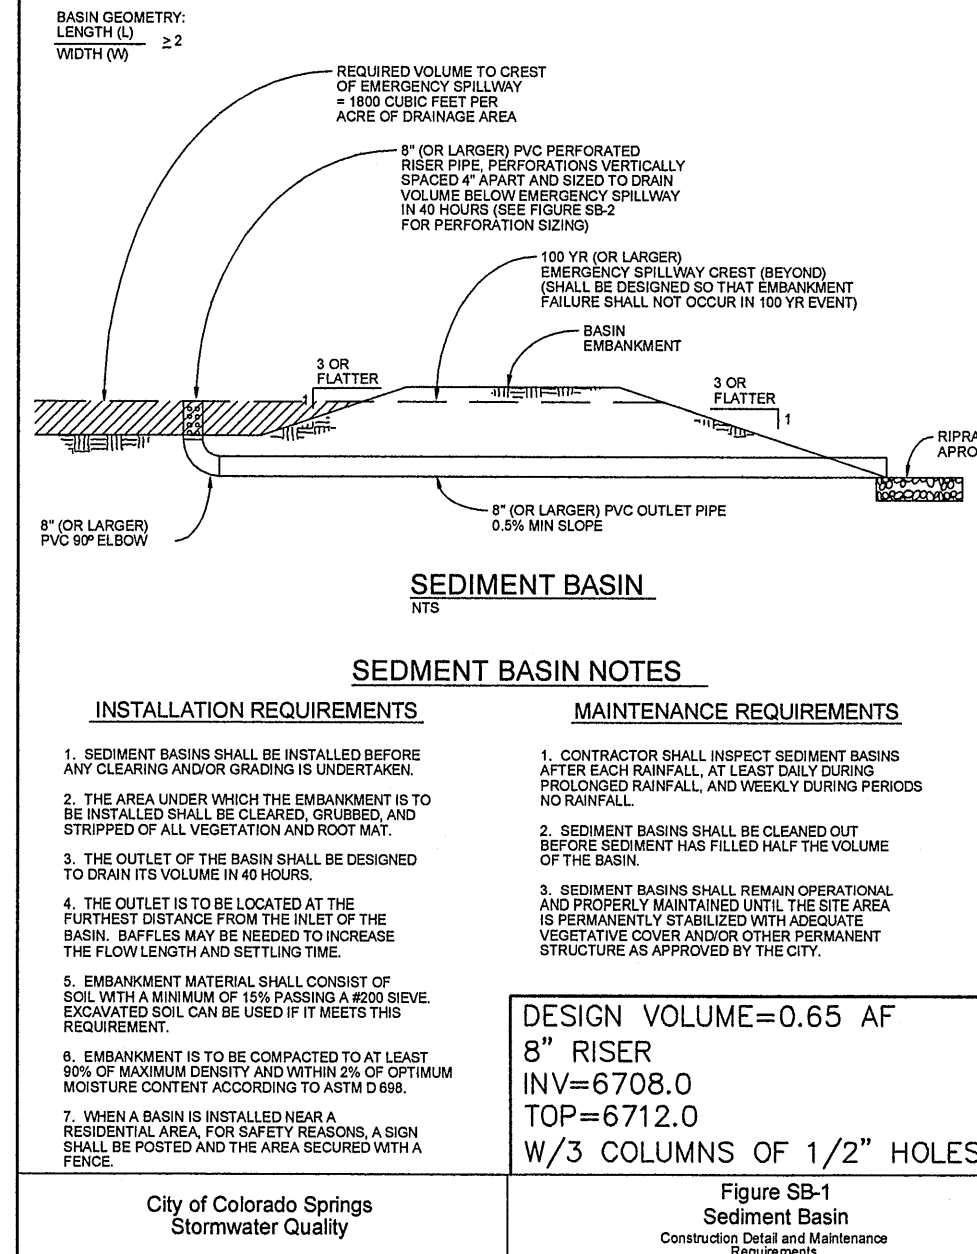 BASIN GEOMETRY:
LENGTH (L)
WIDTH (W)
≥ 2
REQUIRED VOLUME TO CREST
OF EMERGENCY SPILLWAY
= 1800 CUBIC FEET PER
ACRE OF DRAINAGE AREA
8" (OR LARGER) PVC PERFORATED
RISER PIPE, PERFORATIONS VERTICALLY
SPACED 4" APART AND SIZED TO DRAIN
VOLUME BELOW EMERGENCY SPILLWAY
IN 40 HOURS (SEE FIGURE SB-2
FOR PERFORATION SIZING)
100 YR (OR LARGER)
EMERGENCY SPILLWAY CREST (BEYOND)
(SHALL BE DESIGNED SO THAT EMBANKMENT
FAILURE SHALL NOT OCCUR IN 100 YR EVENT)
BASIN
EMBANKMENT
3 OR
FLATTER
1
3 OR
FLATTER
1
RIPRA
APRO
8" (OR LARGER)
PVC 90º ELBOW
8" (OR LARGER) PVC OUTLET PIPE
0.5% MIN SLOPE
SEDIMENT BASIN
NTS
SEDMENT BASIN NOTES
INSTALLATION REQUIREMENTS
1. SEDIMENT BASINS SHALL BE INSTALLED BEFORE
ANY CLEARING AND/OR GRADING IS UNDERTAKEN.
2. THE AREA UNDER WHICH THE EMBANKMENT IS TO
BE INSTALLED SHALL BE CLEARED, GRUBBED, AND
STRIPPED OF ALL VEGETATION AND ROOT MAT.
3. THE OUTLET OF THE BASIN SHALL BE DESIGNED
TO DRAIN ITS VOLUME IN 40 HOURS.
4. THE OUTLET IS TO BE LOCATED AT THE
FURTHEST DISTANCE FROM THE INLET OF THE
BASIN. BAFFLES MAY BE NEEDED TO INCREASE
THE FLOW LENGTH AND SETTLING TIME.
5. EMBANKMENT MATERIAL SHALL CONSIST OF
SOIL WITH A MINIMUM OF 15% PASSING A #200 SIEVE.
EXCAVATED SOIL CAN BE USED IF IT MEETS THIS
REQUIREMENT.
6. EMBANKMENT IS TO BE COMPACTED TO AT LEAST
90% OF MAXIMUM DENSITY AND WITHIN 2% OF OPTIMUM
MOISTURE CONTENT ACCORDING TO ASTM D 698.
7. WHEN A BASIN IS INSTALLED NEAR A
RESIDENTIAL AREA, FOR SAFETY REASONS, A SIGN
SHALL BE POSTED AND THE AREA SECURED WITH A
FENCE.
MAINTENANCE REQUIREMENTS
1. CONTRACTOR SHALL INSPECT SEDIMENT BASINS
AFTER EACH RAINFALL, AT LEAST DAILY DURING
PROLONGED RAINFALL, AND WEEKLY DURING PERIODS
NO RAINFALL.
2. SEDIMENT BASINS SHALL BE CLEANED OUT
BEFORE SEDIMENT HAS FILLED HALF THE VOLUME
OF THE BASIN.
3. SEDIMENT BASINS SHALL REMAIN OPERATIONAL
AND PROPERLY MAINTAINED UNTIL THE SITE AREA
IS PERMANENTLY STABILIZED WITH ADEQUATE
VEGETATIVE COVER AND/OR OTHER PERMANENT
STRUCTURE AS APPROVED BY THE CITY.
DESIGN VOLUME=0.65 AF
8" RISER
INV=6708.0
TOP=6712.0
W/3 COLUMNS OF 1/2" HOLES
City of Colorado Springs
Stormwater Quality
Figure SB-1
Sediment Basin
Construction Detail and Maintenance
Requirements